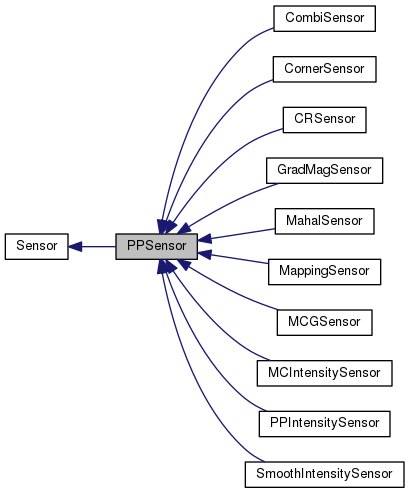 CombiSensor
CornerSensor
CRSensor
GradMagSensor
MahalSensor
Sensor
PPSensor
MappingSensor
MCGSensor
MCIntensitySensor
PPIntensitySensor
SmoothIntensitySensor